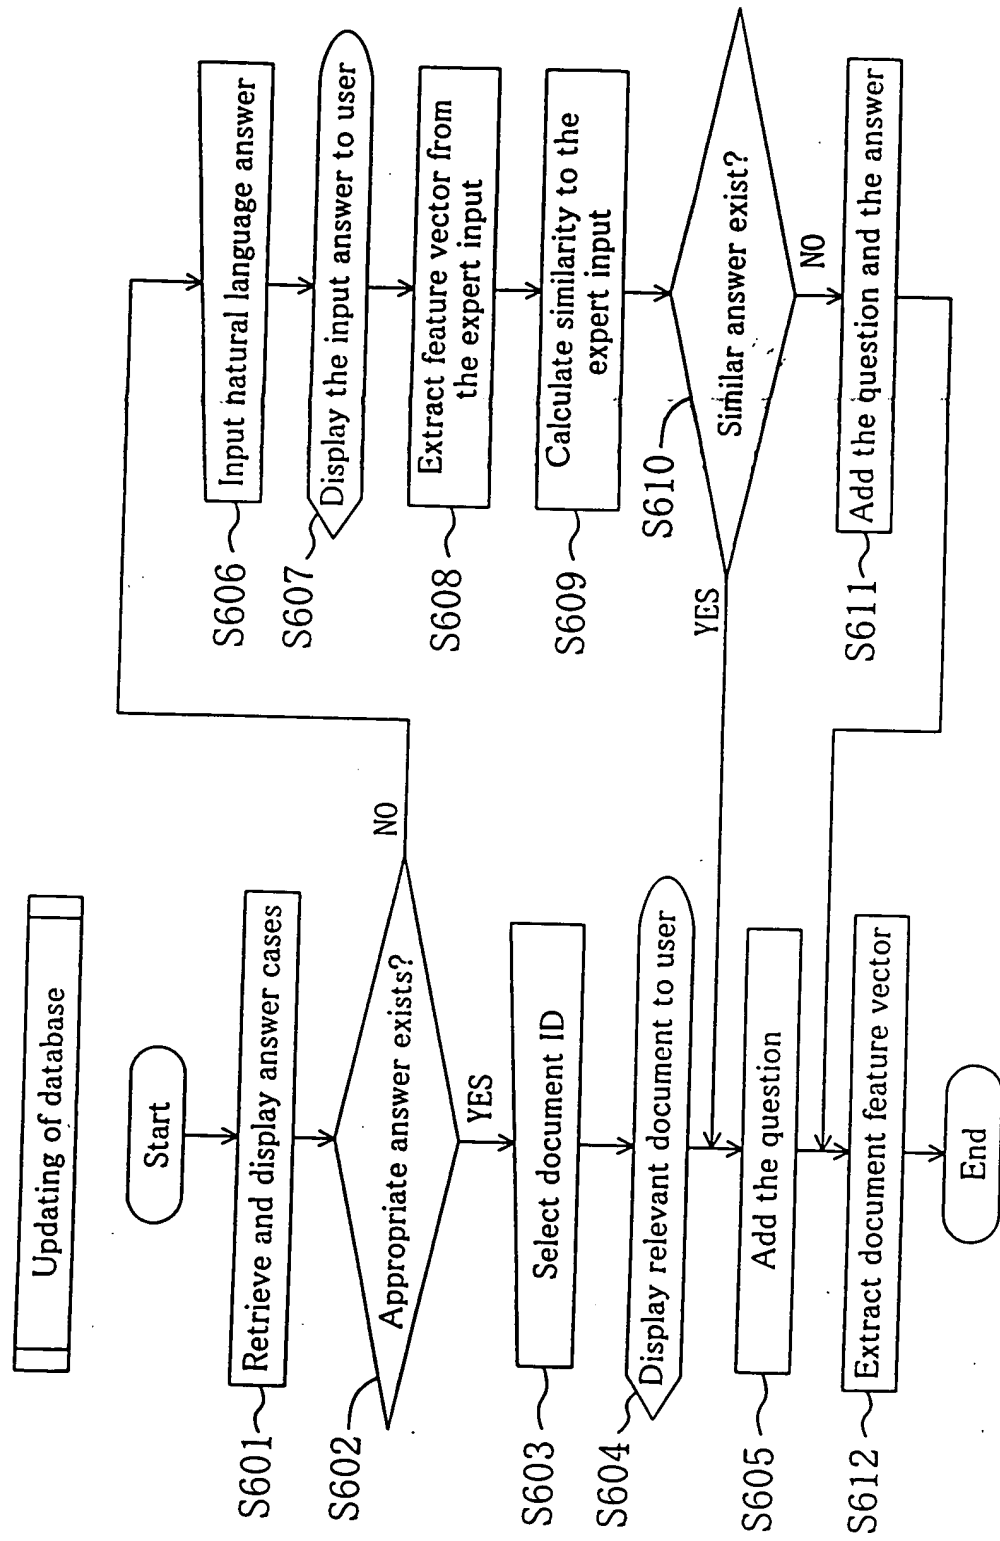 Updating of database
Start
S601
Retrieve and display answer cases
S602
Appropriate answer exists?
NO
YES
S603
Select document ID
S604
Display relevant document to user
S605
Add the question
S612
Extract document feature vector
End
S606
Input hatural language answer
S607
Display the input answer to user
S608
Extract feature vector from
the expert input
S609
Calculate similarity to the
expert input
S610
Similar answer exist?
YES
NO
S611
Add the question and the answer